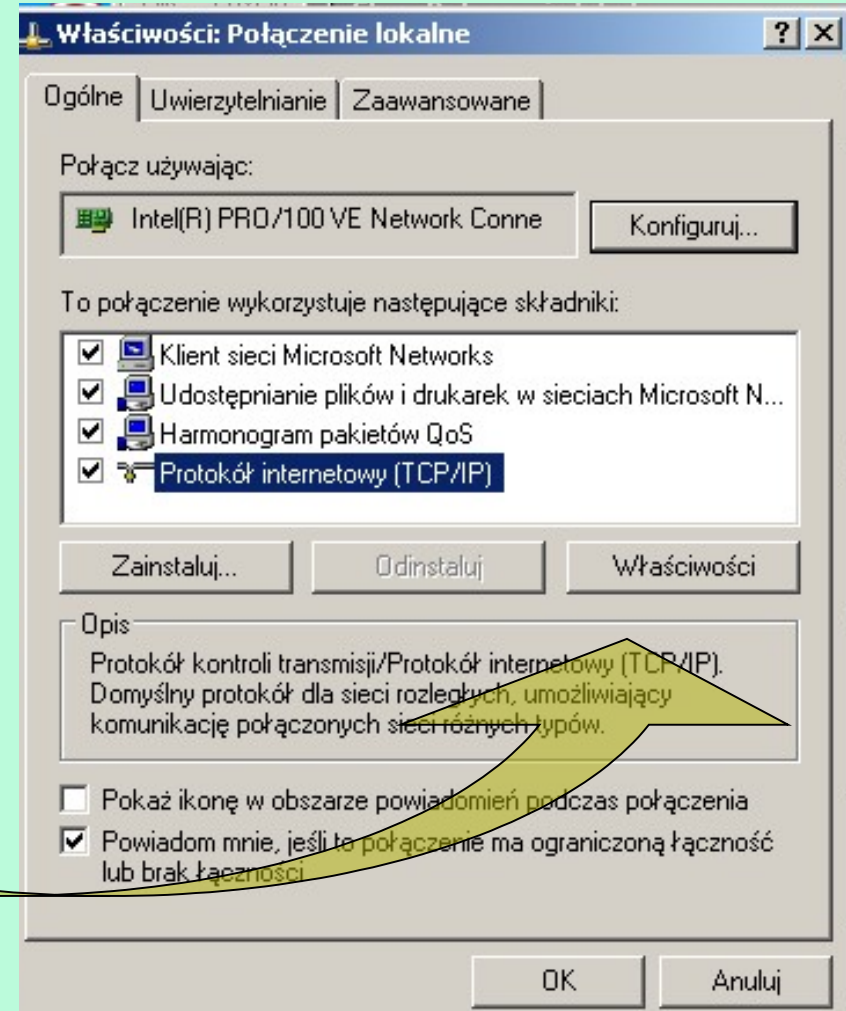 Właściwości: Połączenie lokalne
Ogólne Uwierzytelnianie Zaawansowane
Połącz używając:
Intel(R) PRO/100 VE Network Conne Konfiguruj...
To połączenie wykorzystuje następujące składniki:
Klient sieci Microsoft Networks
Udostępnianie plików i drukarek w sieciach Microsoft N...
Harmonogram pakietów QoS
Protokół internetowy (TCP/IP)
Zainstaluj... Odinstaluj Właściwości
Opis
Protokół kontroli transmisji/Protokół internetowy (TCP/IP).
Domyślny protokół dla sieci rozległych, umożliwiający
komunikację połączonych sieci różnych typów.
Pokaż ikonę w obszarze powiadomień podczas połączenia
Powiadom mnie, jeśli to połączenie ma ograniczoną łączność
lub brak łączności
OK Anuluj